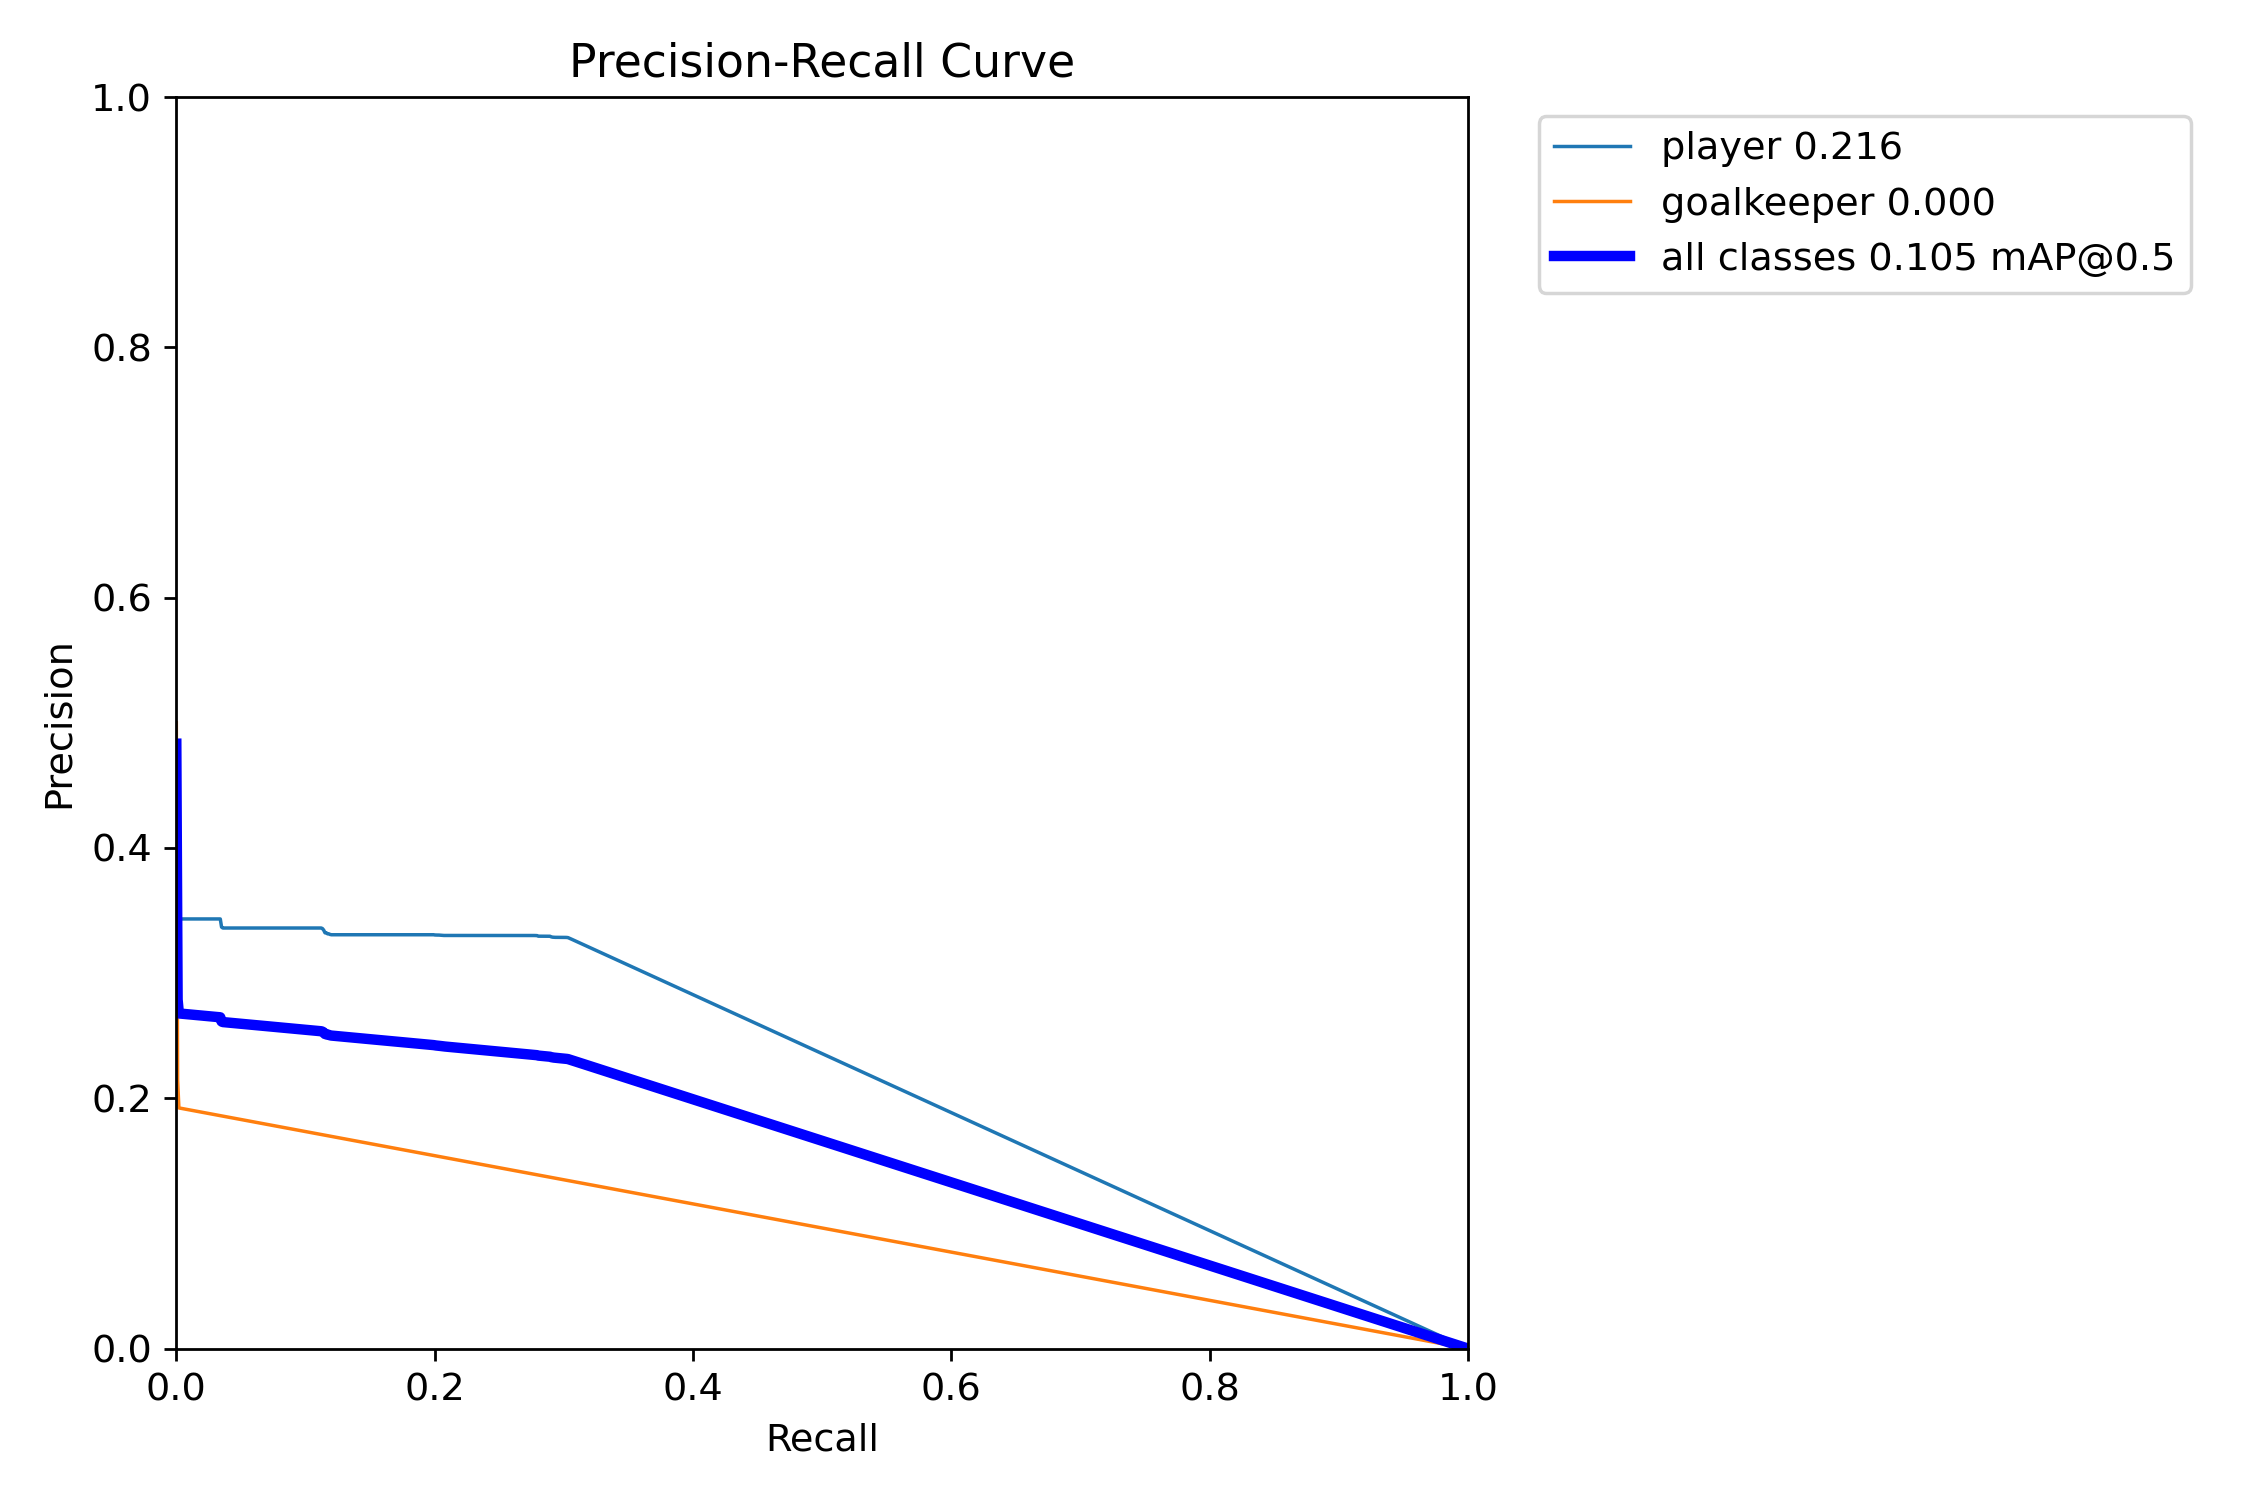 Precision-Recall Curve
1.0
0.8
0.6
0.4
0.2
0.0
Precision
0.0 0.2 0.4 0.6 0.8 1.0
Recall
player 0.216
goalkeeper 0.000
all classes 0.105 mAP@0.5